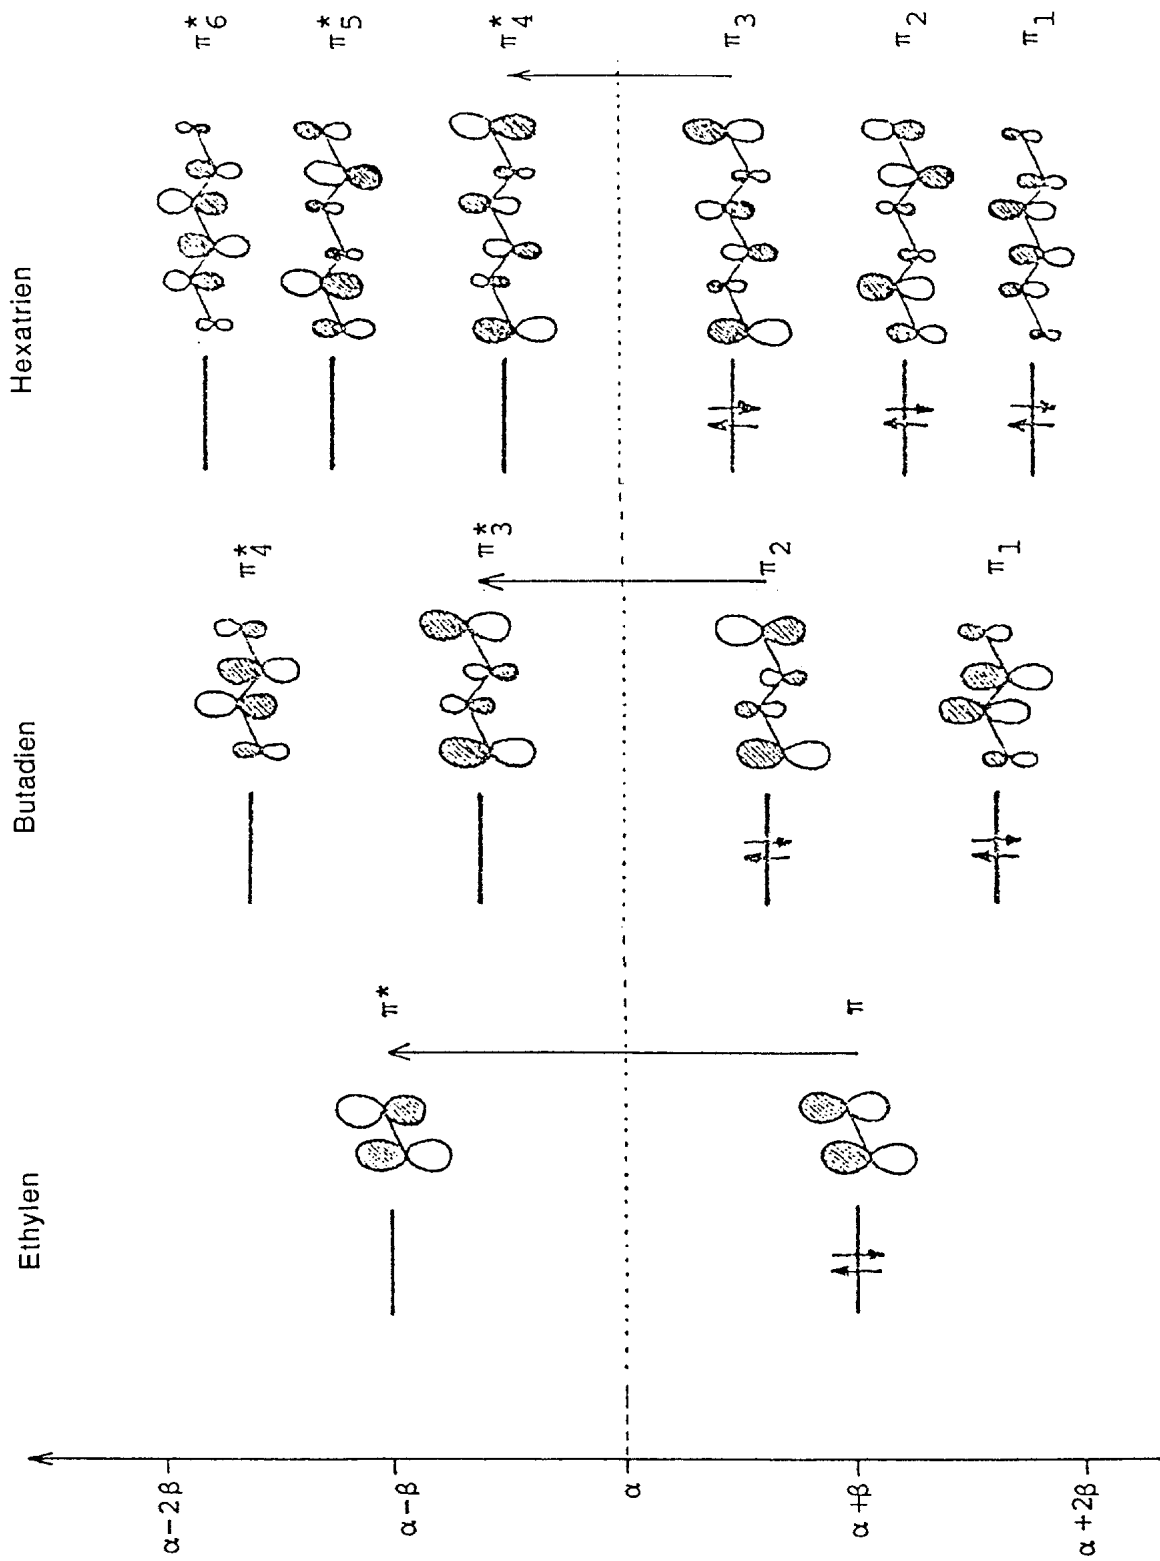 Ethylen
Butadien
Hexatrien
α−2β
α−β
α
α+β
α+2β
π*
π
π*4
π*3
π2
π1
π*6
π*5
π*4
π3
π2
π1